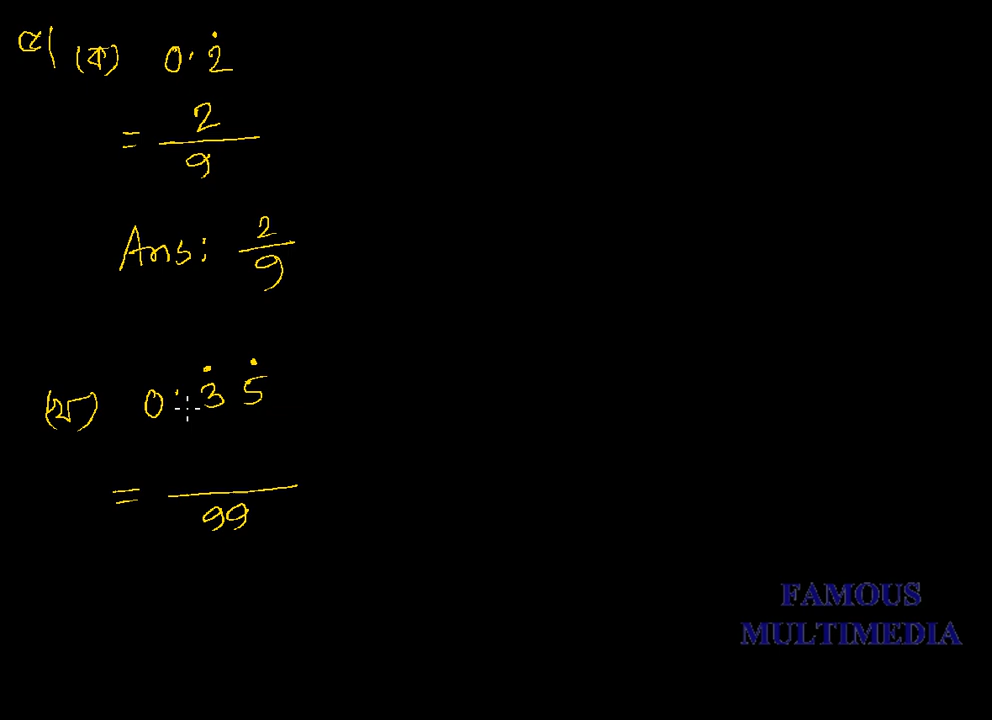 ৫। (ক) 0.2̇
= 2/9
Ans: 2/9
(খ) 0.3̇5̇
= /99
FAMOUS
MULTIMEDIA